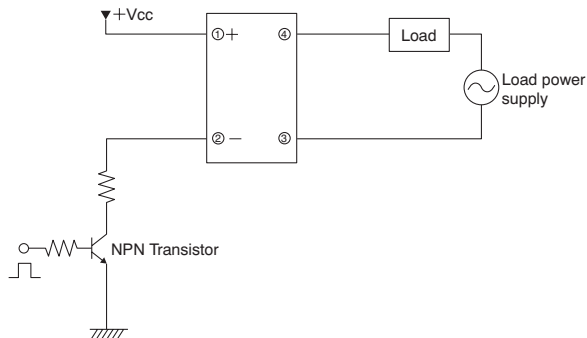 +Vcc
① + ④
Load
Load power
supply
② − ③
NPN Transistor